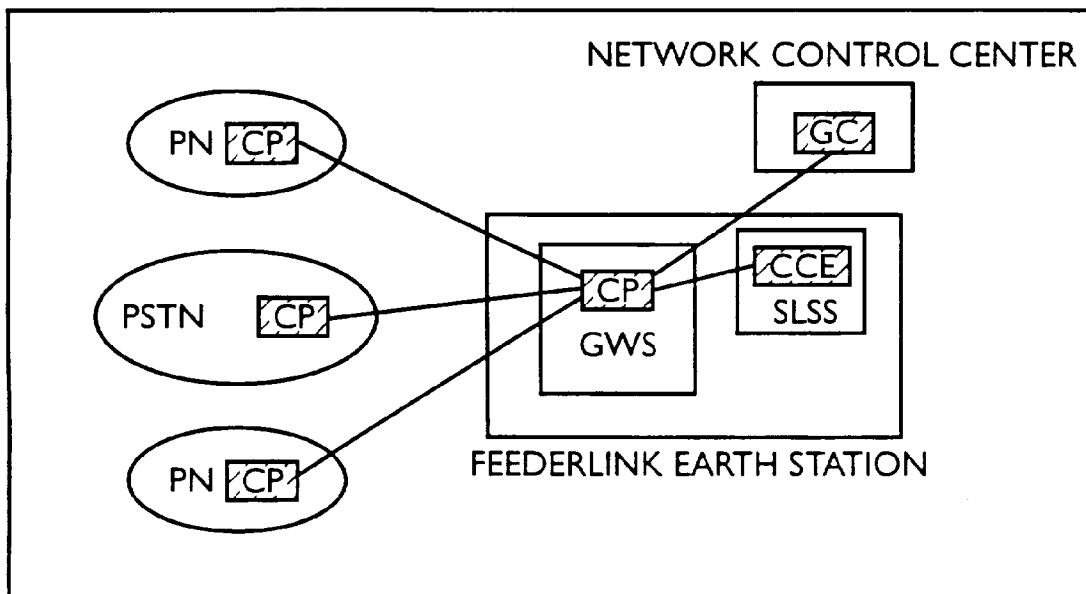 NETWORK CONTROL CENTER
GC
PN CP
PSTN CP
PN CP
CP
GWS
CCE
SLSS
FEEDERLINK EARTH STATION